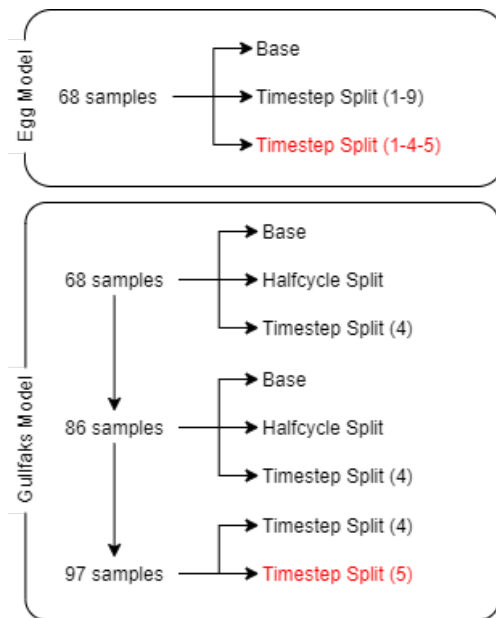 Egg Model
68 samples
Base
Timestep Split (1-9)
Timestep Split (1-4-5)
Gullfaks Model
68 samples
Base
Halfcycle Split
Timestep Split (4)
86 samples
Base
Halfcycle Split
Timestep Split (4)
97 samples
Timestep Split (4)
Timestep Split (5)